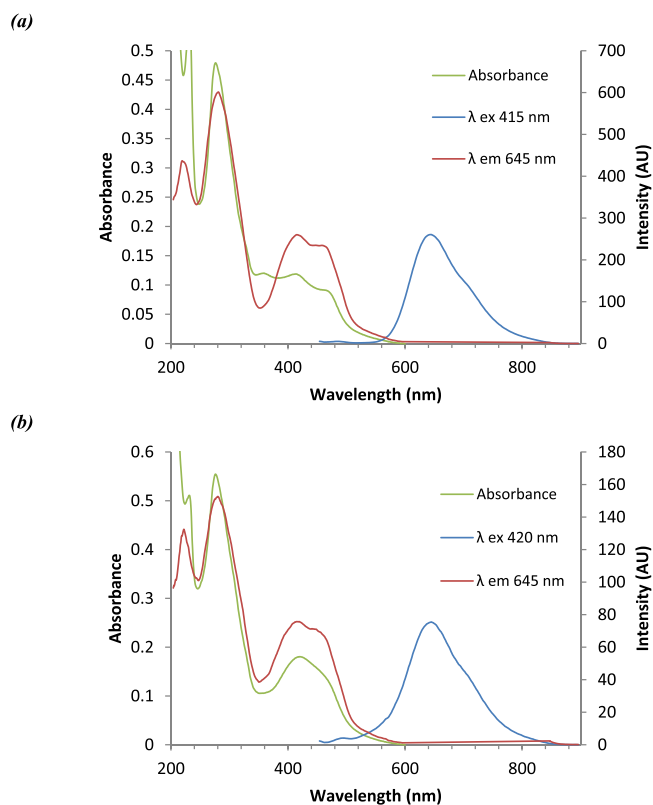 (a)
0.5
0.45
0.4
0.35
0.3
0.25
0.2
0.15
0.1
0.05
0
Absorbance
700
600
500
400
300
200
100
0
Intensity (AU)
Absorbance
λ ex 415 nm
λ em 645 nm
200 400 600 800
Wavelength (nm)
(b)
0.6
0.5
0.4
0.3
0.2
0.1
0
Absorbance
180
160
140
120
100
80
60
40
20
0
Intensity (AU)
Absorbance
λ ex 420 nm
λ em 645 nm
200 400 600 800
Wavelength (nm)